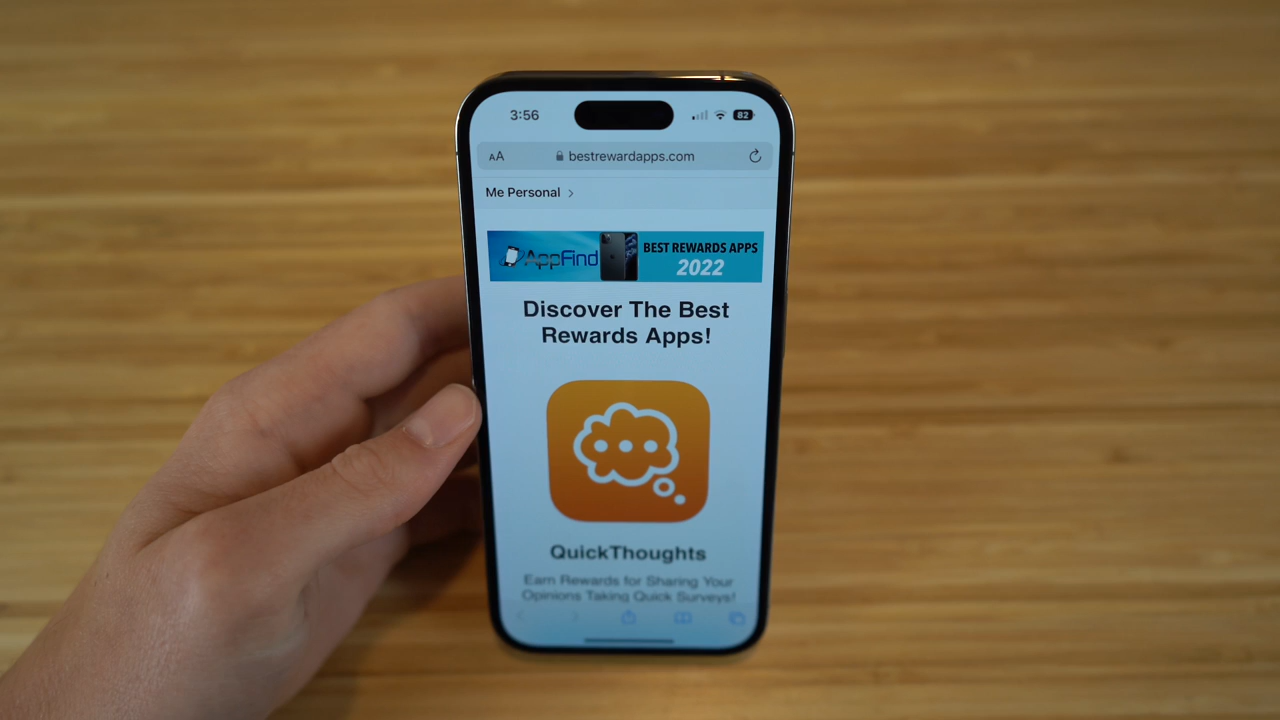 3:56
82
AA
bestrewardapps.com
Me Personal >
AppFind
BEST REWARDS APPS
2022
Discover The Best
Rewards Apps!
QuickThoughts
Earn Rewards for Sharing Your
Opinions Taking Quick Surveys!